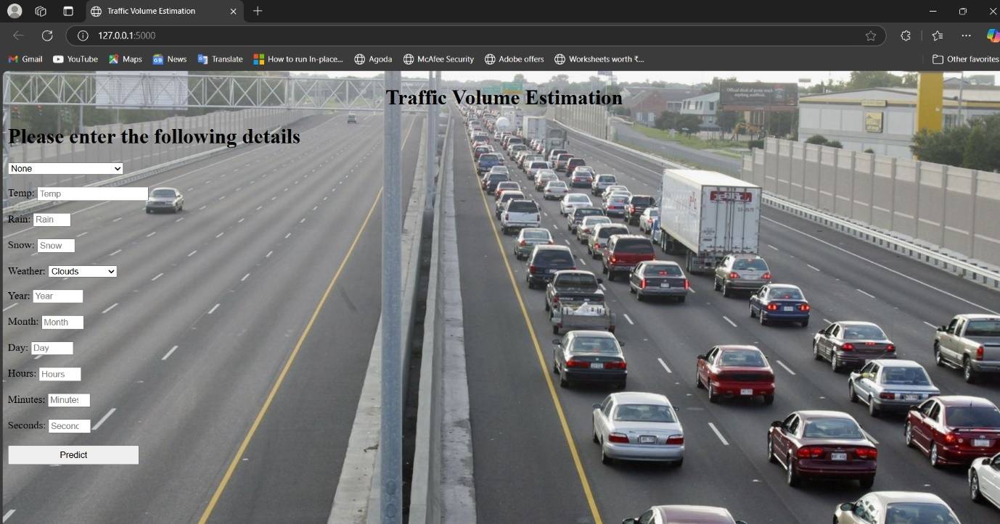 Traffic Volume Estimation
127.0.0.1:5000
Gmail YouTube Maps News Translate How to run In-place... Agoda McAfee Security Adobe offers Worksheets worth ₹... Other favorites
Traffic Volume Estimation
Please enter the following details
None
Temp: Temp
Rain: Rain
Snow: Snow
Weather: Clouds
Year: Year
Month: Month
Day: Day
Hours: Hours
Minutes: Minutes
Seconds: Secon
Predict